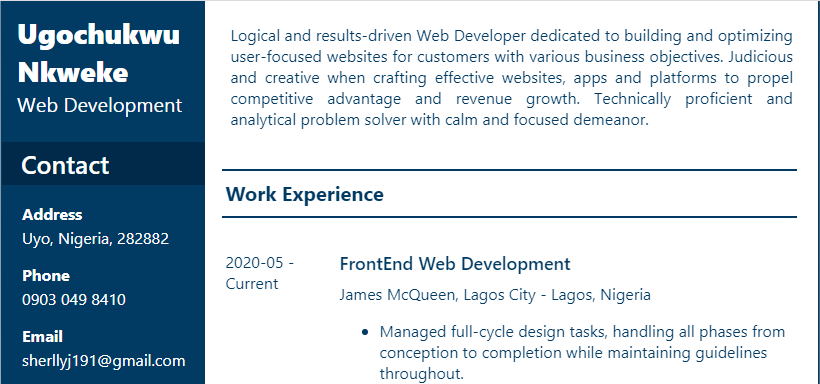 Ugochukwu
Nkweke
Web Development
Contact
Address
Uyo, Nigeria, 282882
Phone
0903 049 8410
Email
sherllyj191@gmail.com
Logical and results-driven Web Developer dedicated to building and optimizing
user-focused websites for customers with various business objectives. Judicious
and creative when crafting effective websites, apps and platforms to propel
competitive advantage and revenue growth. Technically proficient and
analytical problem solver with calm and focused demeanor.
Work Experience
2020-05 -
Current
FrontEnd Web Development
James McQueen, Lagos City - Lagos, Nigeria
• Managed full-cycle design tasks, handling all phases from
conception to completion while maintaining guidelines
throughout.